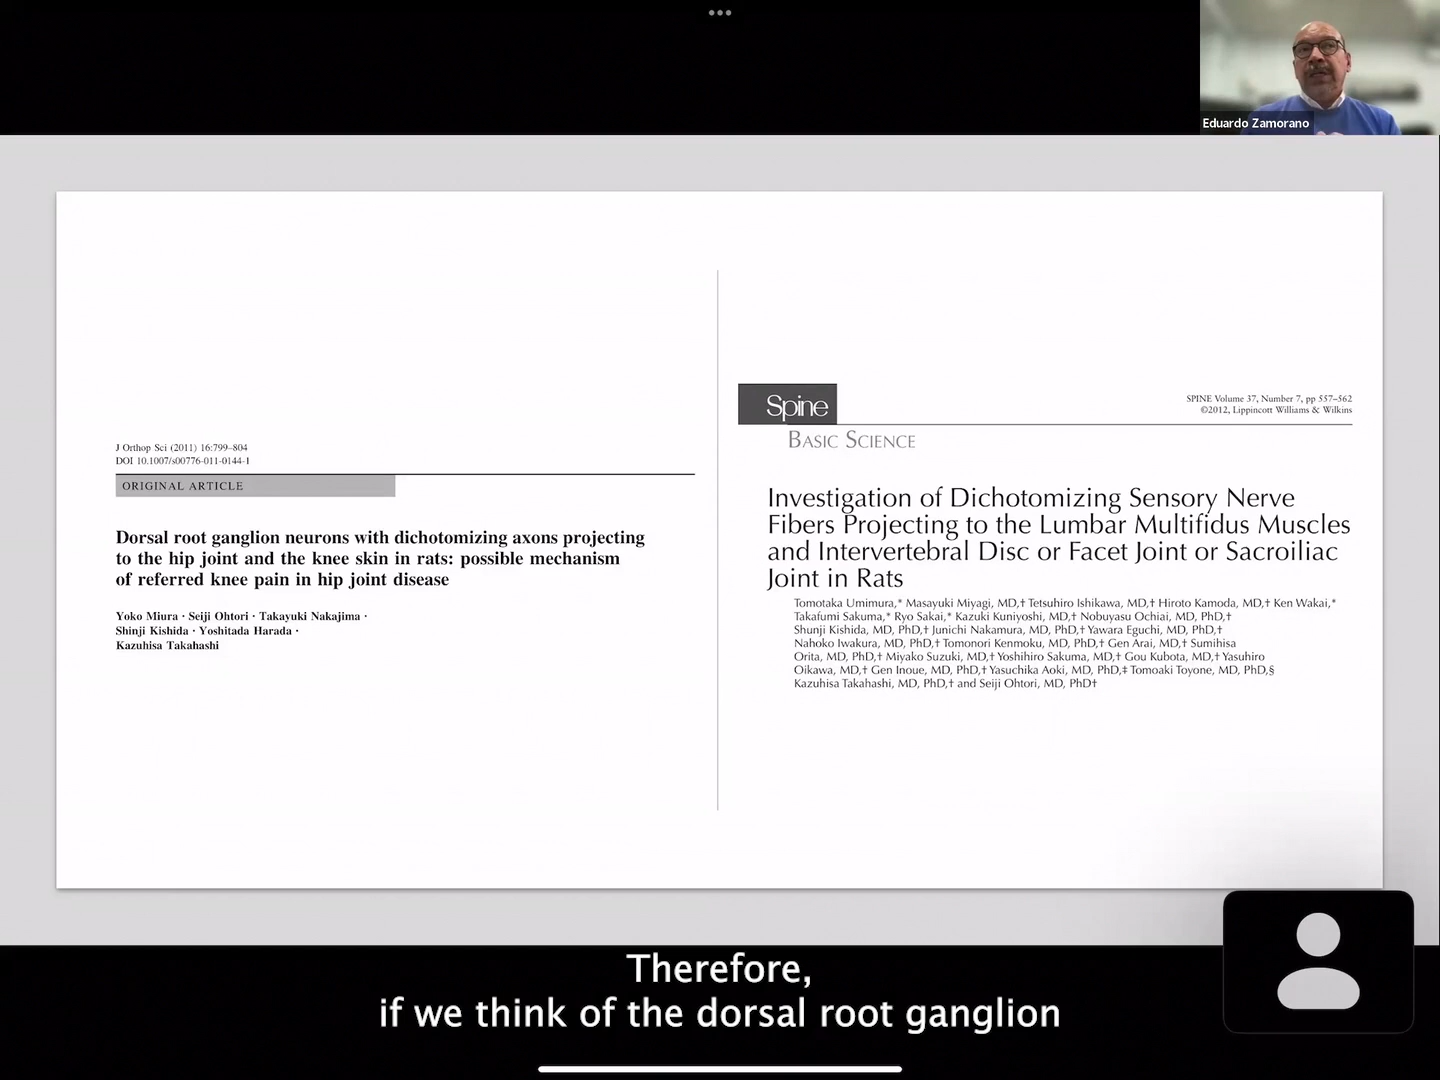 Eduardo Zamorano
J Orthop Sci (2011) 16:799–804
DOI 10.1007/s00776-011-0144-1
ORIGINAL ARTICLE
Dorsal root ganglion neurons with dichotomizing axons projecting
to the hip joint and the knee skin in rats: possible mechanism
of referred knee pain in hip joint disease
Yoko Miura · Seiji Ohtori · Takayuki Nakajima ·
Shinji Kishida · Yoshitada Harada ·
Kazuhisa Takahashi
Spine
SPINE Volume 37, Number 7, pp 557–562
©2012, Lippincott Williams & Wilkins
BASIC SCIENCE
Investigation of Dichotomizing Sensory Nerve
Fibers Projecting to the Lumbar Multifidus Muscles
and Intervertebral Disc or Facet Joint or Sacroiliac
Joint in Rats
Tomotaka Umimura,* Masayuki Miyagi, MD,† Tetsuhiro Ishikawa, MD,† Hiroto Kamoda, MD,† Ken Wakai,*
Takafumi Sakuma,* Ryo Sakai,* Kazuki Kuniyoshi, MD,† Nobuyasu Ochiai, MD, PhD,†
Shunji Kishida, MD, PhD,† Junichi Nakamura, MD, PhD,† Yawara Eguchi, MD, PhD,†
Nahoko Iwakura, MD, PhD,† Tomonori Kenmoku, MD, PhD,† Gen Arai, MD,† Sumihisa
Orita, MD, PhD,† Miyako Suzuki, MD,† Yoshihiro Sakuma, MD,† Gou Kubota, MD,† Yasuhiro
Oikawa, MD,† Gen Inoue, MD, PhD,† Yasuchika Aoki, MD, PhD,‡ Tomoaki Toyone, MD, PhD,§
Kazuhisa Takahashi, MD, PhD,† and Seiji Ohtori, MD, PhD†
Therefore,
if we think of the dorsal root ganglion